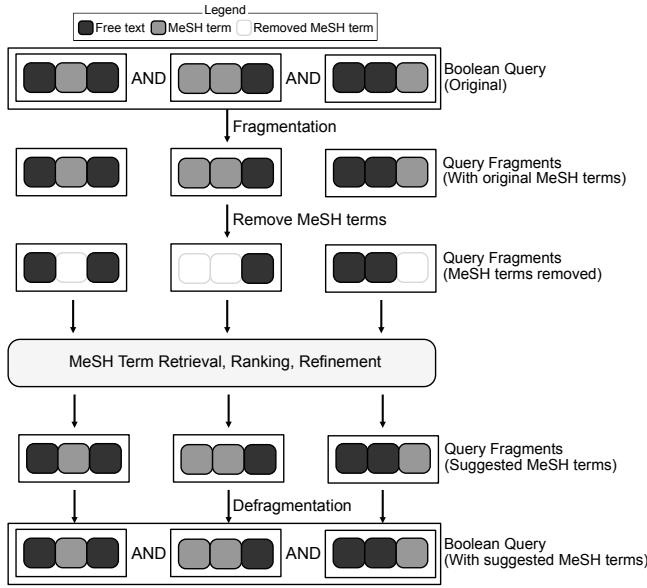 Legend
Free text MeSH term Removed MeSH term
AND AND
Boolean Query
(Original)
Fragmentation
Query Fragments
(With original MeSH terms)
Remove MeSH terms
Query Fragments
(MeSH terms removed)
MeSH Term Retrieval, Ranking, Refinement
Query Fragments
(Suggested MeSH terms)
Defragmentation
AND AND
Boolean Query
(With suggested MeSH terms)